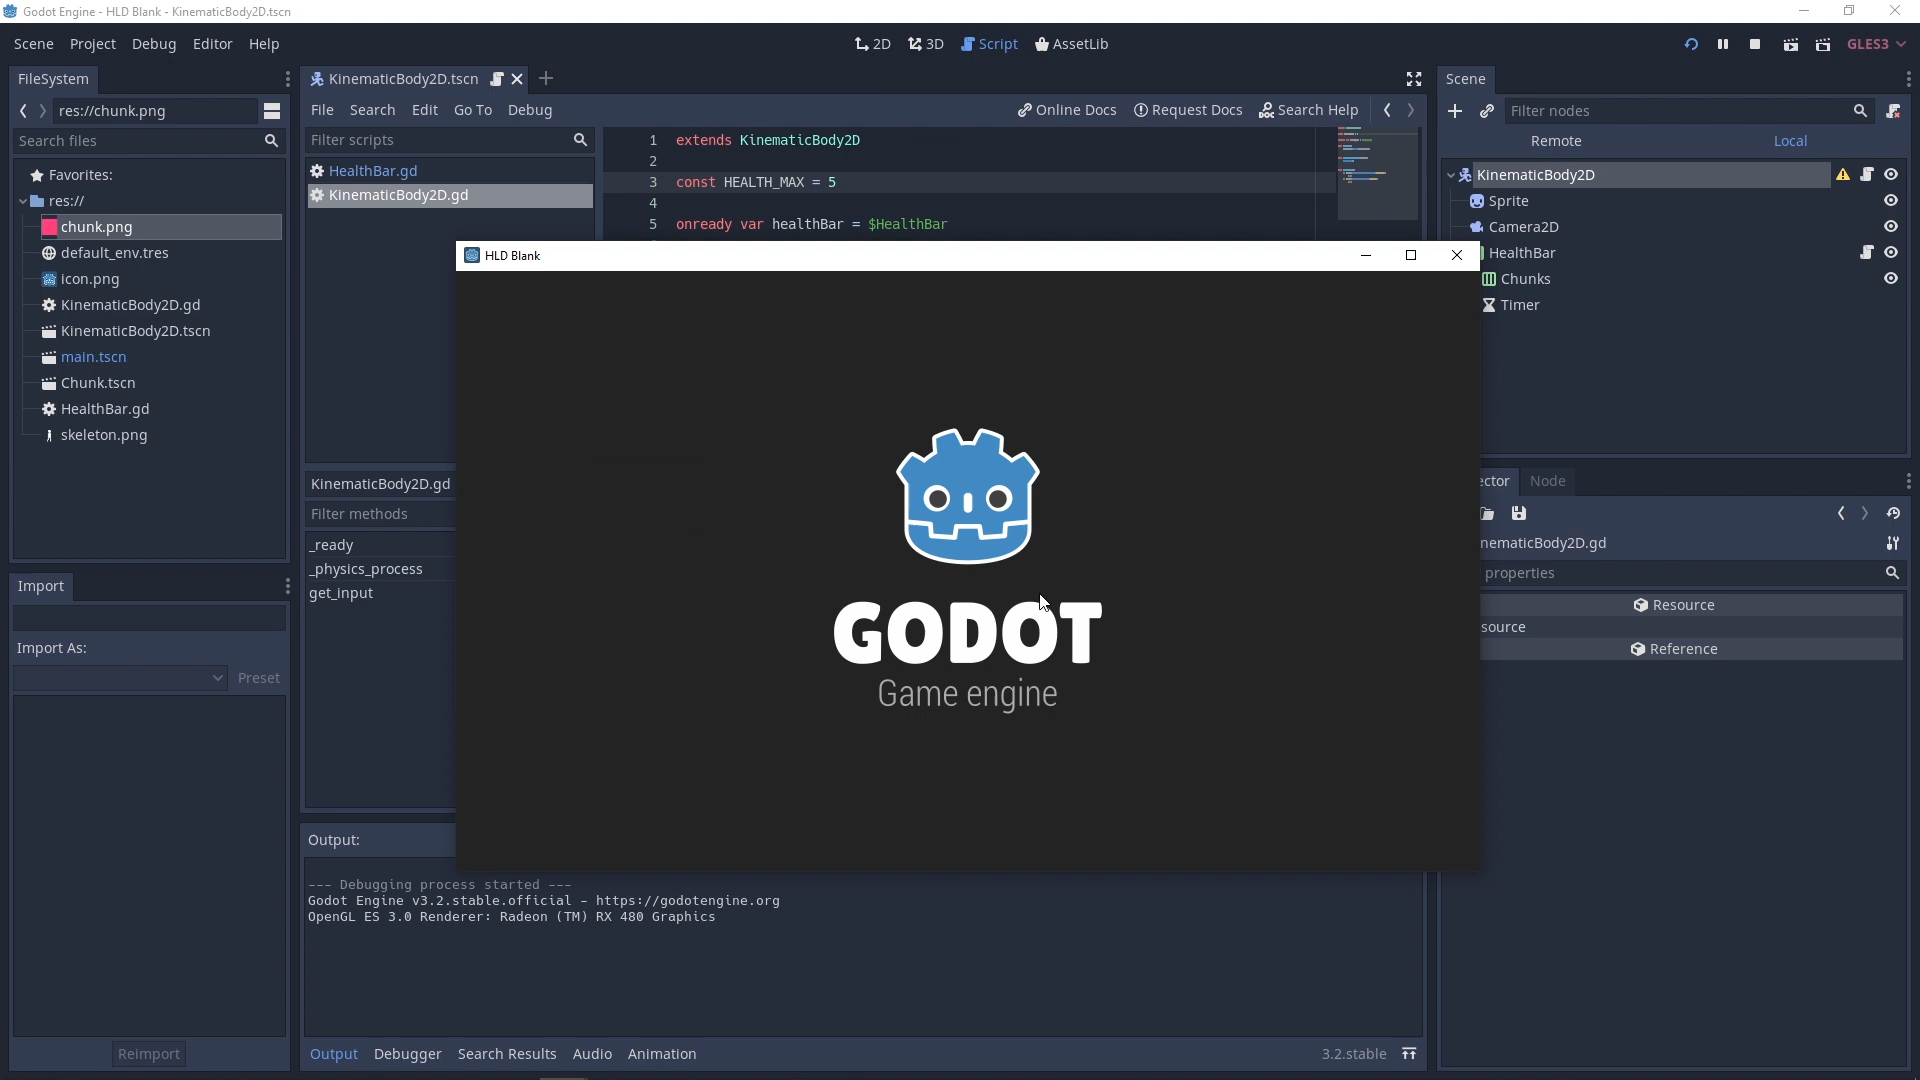 Godot Engine - HLD Blank - KinematicBody2D.tscn
Scene Project Debug Editor Help
2D 3D Script AssetLib
GLES3
FileSystem
res://chunk.png
Search files
Favorites:
res://
chunk.png
default_env.tres
icon.png
KinematicBody2D.gd
KinematicBody2D.tscn
main.tscn
Chunk.tscn
HealthBar.gd
skeleton.png
Import
Import As:
Preset
Reimport
KinematicBody2D.tscn
File Search Edit Go To Debug
Online Docs Request Docs Search Help
Filter scripts
HealthBar.gd
KinematicBody2D.gd
1 extends KinematicBody2D
2
3 const HEALTH_MAX = 5
4
5 onready var healthBar = $HealthBar
KinematicBody2D.gd
Filter methods
_ready
_physics_process
get_input
HLD Blank
GODOT
Game engine
Output:
--- Debugging process started ---
Godot Engine v3.2.stable.official - https://godotengine.org
OpenGL ES 3.0 Renderer: Radeon (TM) RX 480 Graphics
Output Debugger Search Results Audio Animation
3.2.stable
Scene
Filter nodes
Remote Local
KinematicBody2D
Sprite
Camera2D
HealthBar
Chunks
Timer
ector Node
nematicBody2D.gd
properties
Resource
source
Reference